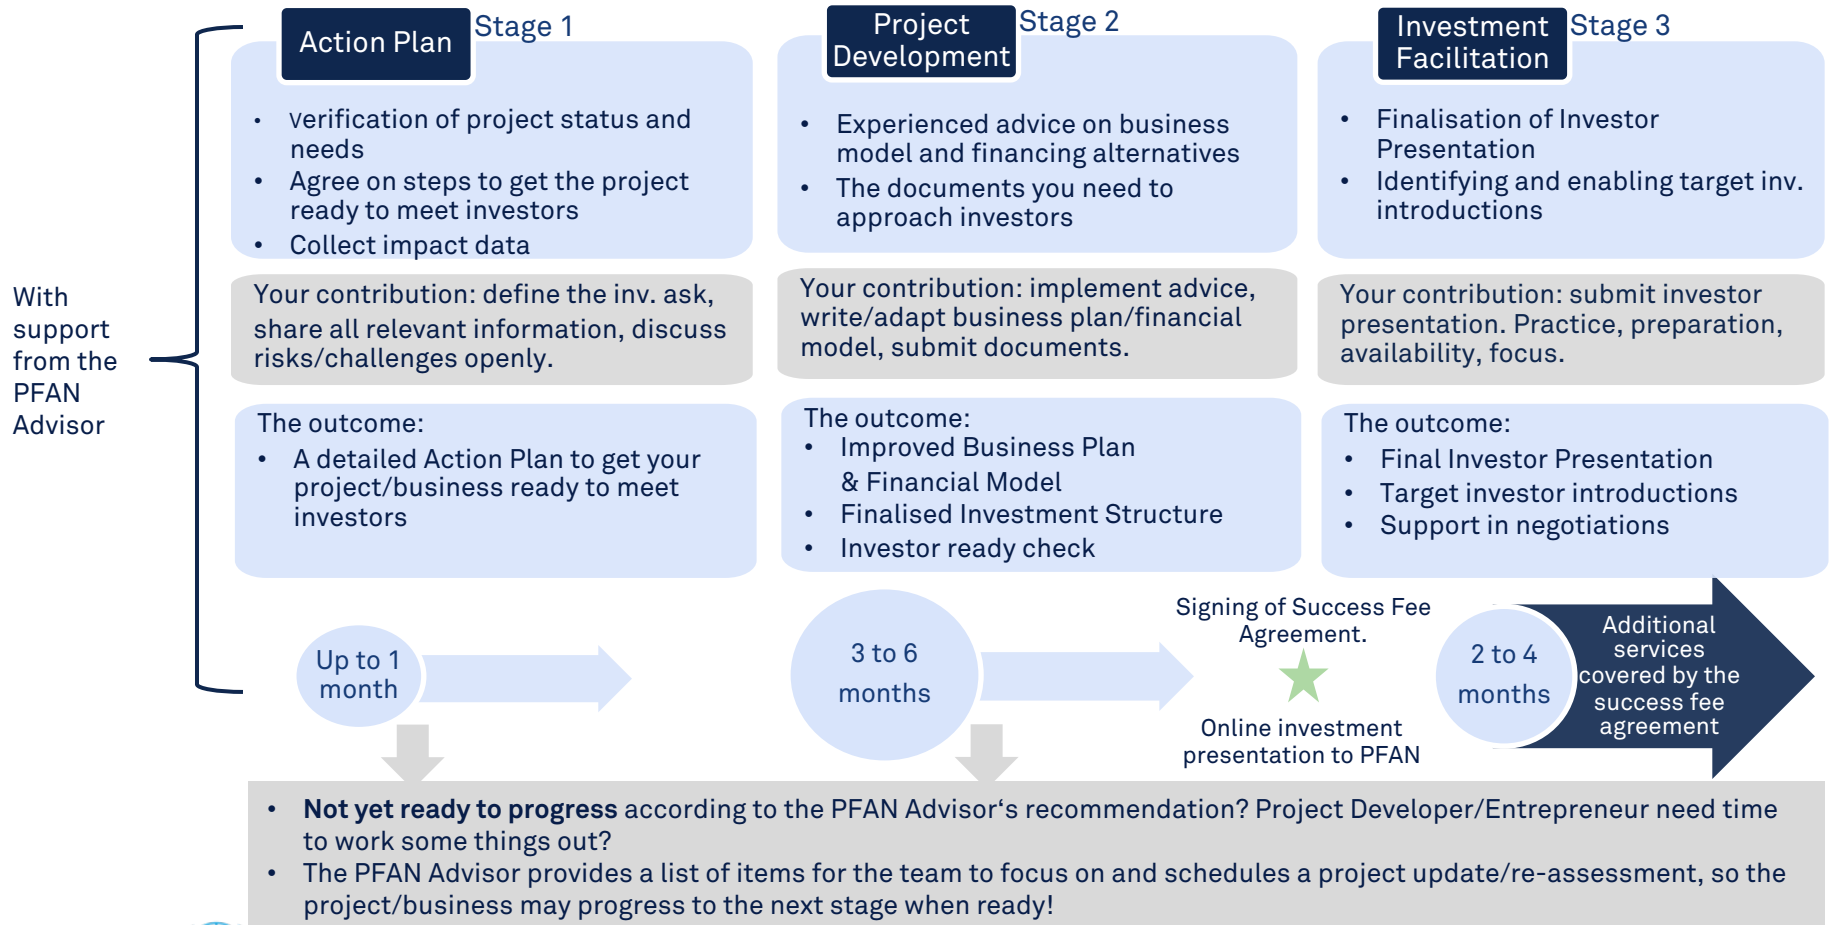 With
support
from the
PFAN
Advisor
Action Plan
Stage 1
• Verification of project status and
needs
• Agree on steps to get the project
ready to meet investors
• Collect impact data
Your contribution: define the inv. ask,
share all relevant information, discuss
risks/challenges openly.
The outcome:
• A detailed Action Plan to get your
project/business ready to meet
investors
Up to 1
month
Project
Development
Stage 2
• Experienced advice on business
model and financing alternatives
• The documents you need to
approach investors
Your contribution: implement advice,
write/adapt business plan/financial
model, submit documents.
The outcome:
• Improved Business Plan
& Financial Model
• Finalised Investment Structure
• Investor ready check
3 to 6
months
Signing of Success Fee
Agreement.
Online investment
presentation to PFAN
Investment
Facilitation
Stage 3
• Finalisation of Investor
Presentation
• Identifying and enabling target inv.
introductions
Your contribution: submit investor
presentation. Practice, preparation,
availability, focus.
The outcome:
• Final Investor Presentation
• Target investor introductions
• Support in negotiations
2 to 4
months
Additional
services
covered by the
success fee
agreement
• Not yet ready to progress according to the PFAN Advisor‘s recommendation? Project Developer/Entrepreneur need time
to work some things out?
• The PFAN Advisor provides a list of items for the team to focus on and schedules a project update/re-assessment, so the
project/business may progress to the next stage when ready!